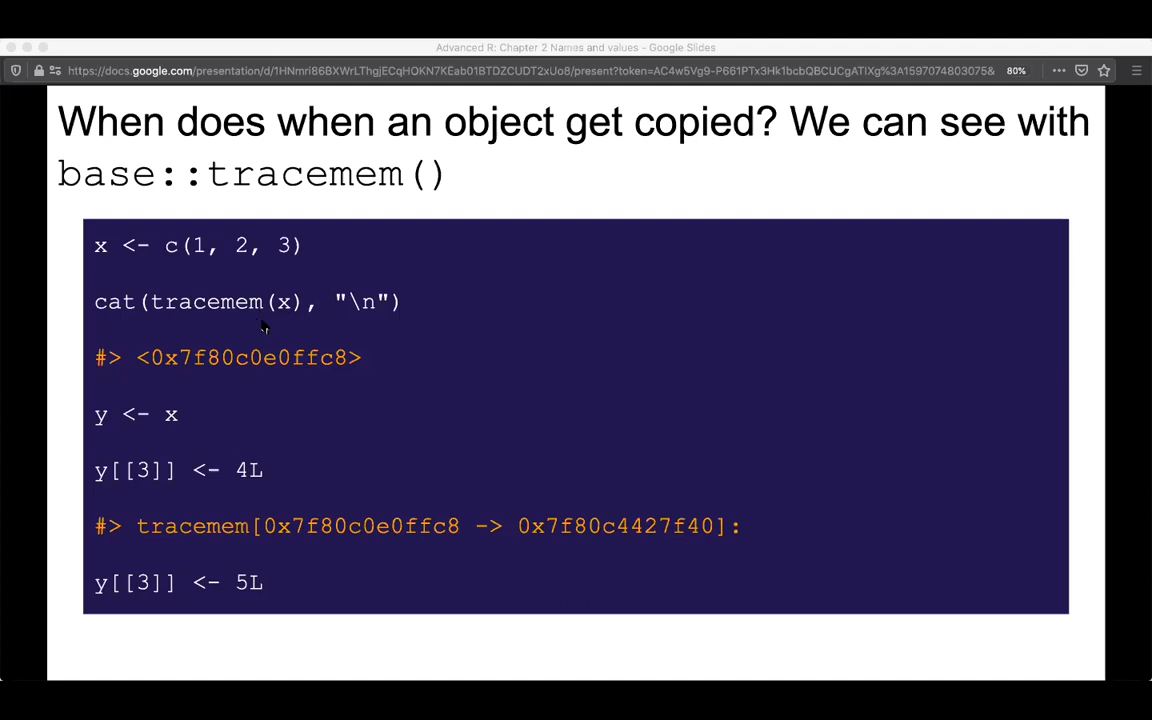 Advanced R: Chapter 2 Names and values - Google Slides
https://docs.google.com/presentation/d/1HNmri86BXWrLThgjECqHOKN7KEab01BTDZCUDT2xUo8/present?token=AC4w5Vg9-P661PTx3Hk1bcbQBCUCgATIXg%3A1597074803075&
80%
When does when an object get copied? We can see with
base::tracemem()
x <- c(1, 2, 3)
cat(tracemem(x), "\n")
#> <0x7f80c0e0ffc8>
y <- x
y[[3]] <- 4L
#> tracemem[0x7f80c0e0ffc8 -> 0x7f80c4427f40]:
y[[3]] <- 5L